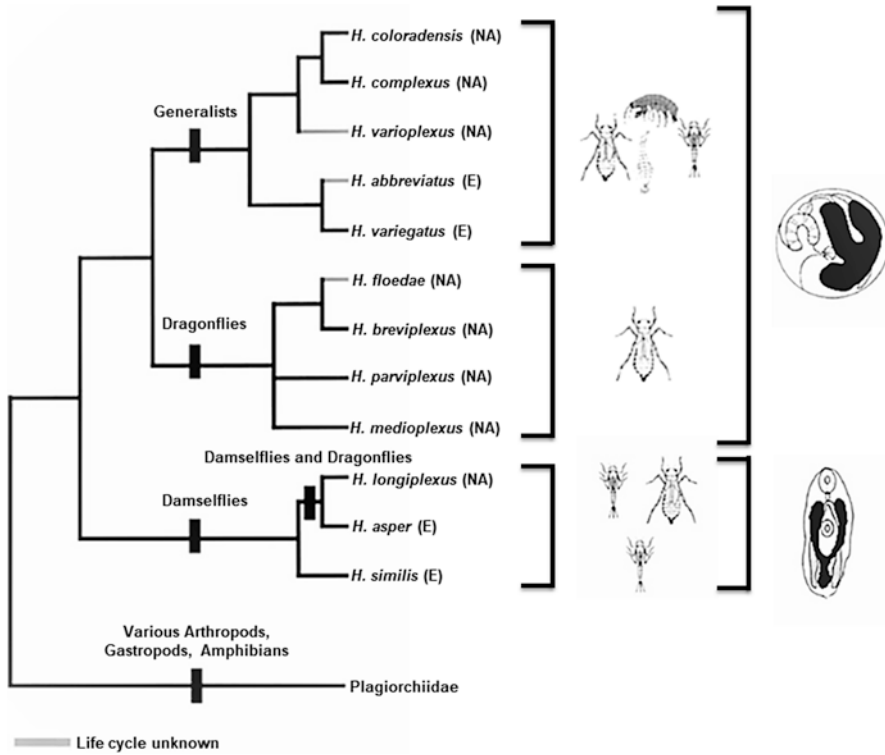 H. coloradensis (NA)
H. complexus (NA)
Generalists
H. varioplexus (NA)
H. abbreviatus (E)
H. variegatus (E)
H. floedae (NA)
Dragonflies
H. breviplexus (NA)
H. parviplexus (NA)
H. medioplexus (NA)
Damselflies and Dragonflies
H. longiplexus (NA)
Damselflies
H. asper (E)
H. similis (E)
Various Arthropods,
Gastropods, Amphibians
Plagiorchiidae
Life cycle unknown